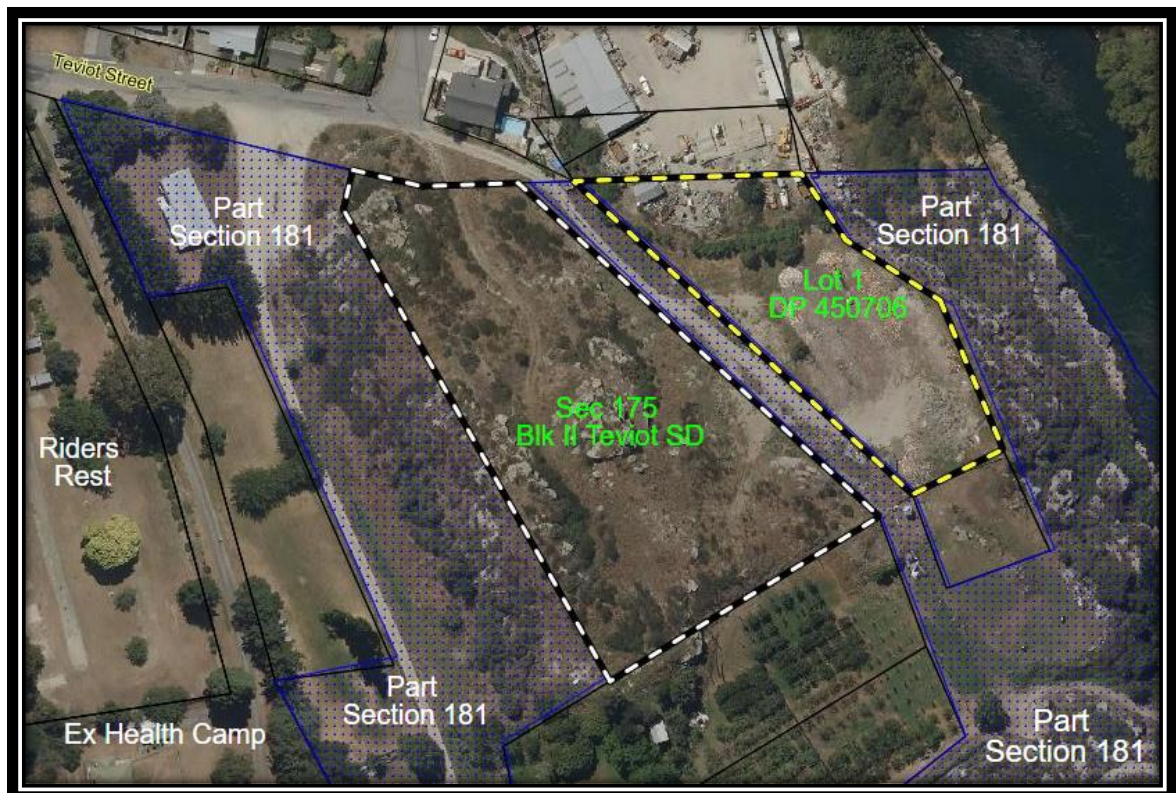 Teviot Street
Part
Section 181
Part
Section 181
Lot 1
DP 450706
Sec 175
Blk II Teviot SD
Riders
Rest
Part
Section 181
Ex Health Camp
Part
Section 181